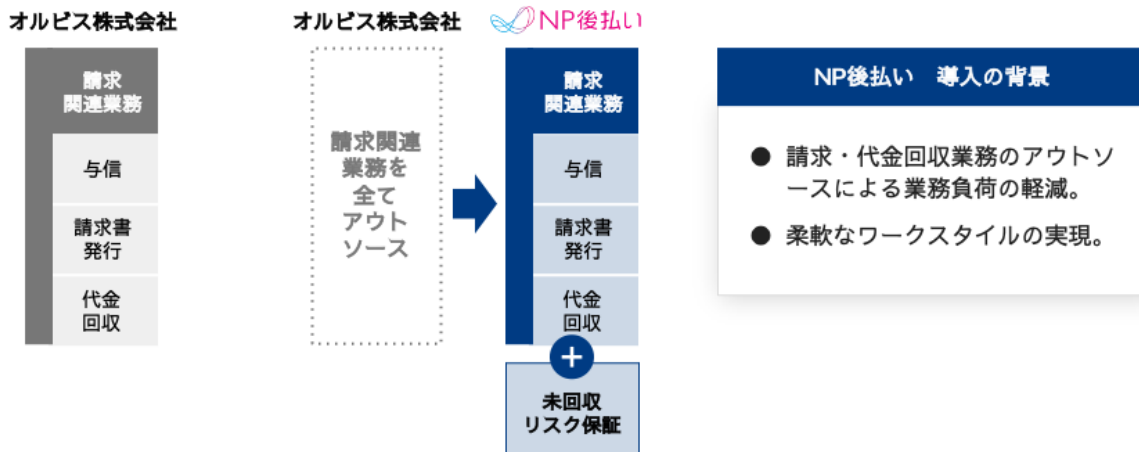 オルビス株式会社
請求
関連業務
与信
請求書
発行
代金
回収
オルビス株式会社
請求関連
業務を
全て
アウト
ソース
NP後払い
請求
関連業務
与信
請求書
発行
代金
回収
+
未回収
リスク保証
NP後払い　導入の背景
● 請求・代金回収業務のアウトソ
ースによる業務負荷の軽減。
● 柔軟なワークスタイルの実現。